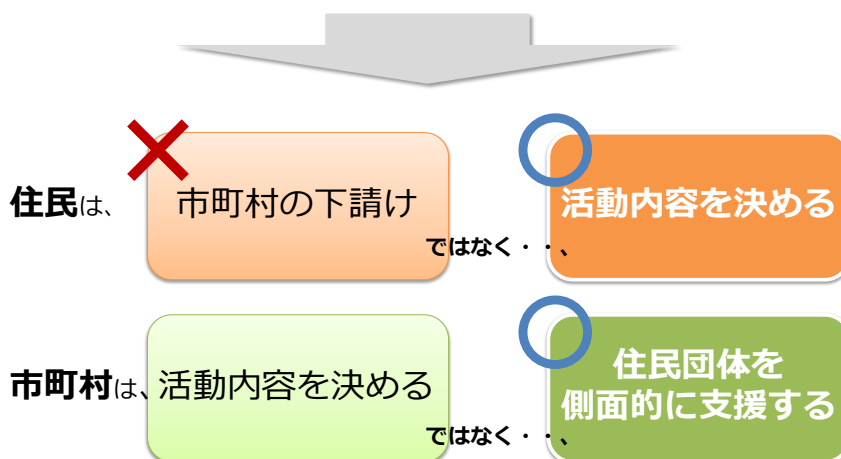 住民は、
市町村の下請け
ではなく・・、
活動内容を決める
市町村は、
活動内容を決める
ではなく・・、
住民団体を
側面的に支援する